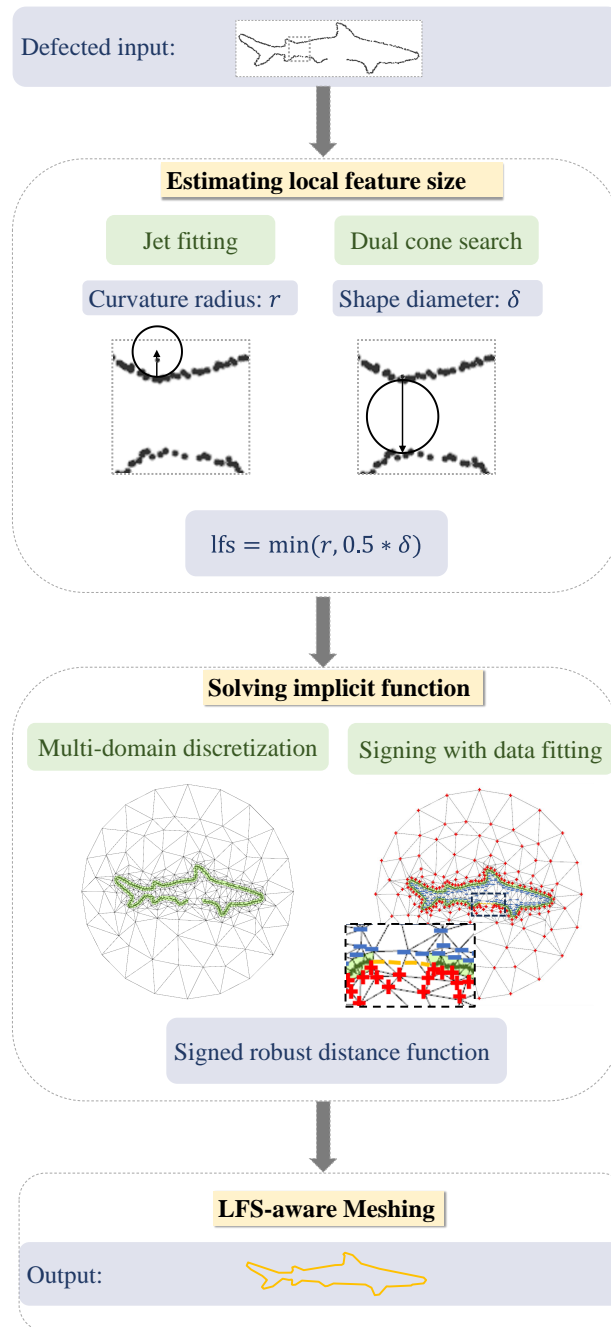 Defected input:
Estimating local feature size
Jet fitting
Dual cone search
Curvature radius: r
Shape diameter: δ
lfs = min(r, 0.5 * δ)
Solving implicit function
Multi-domain discretization
Signing with data fitting
Signed robust distance function
LFS-aware Meshing
Output: